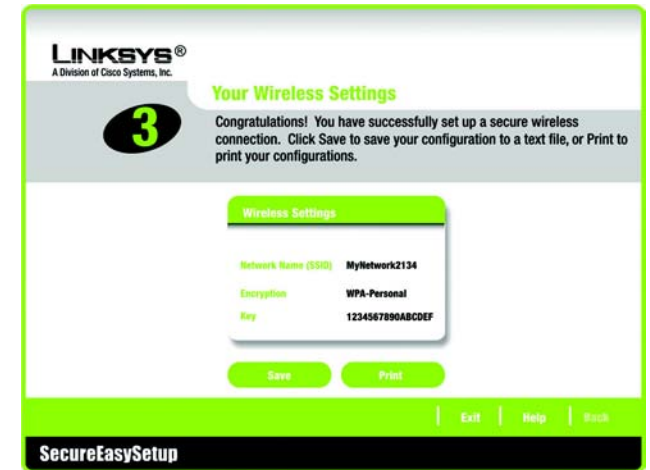 LINKSYS®
A Division of Cisco Systems, Inc.
3
Your Wireless Settings
Congratulations! You have successfully set up a secure wireless
connection. Click Save to save your configuration to a text file, or Print to
print your configurations.
Wireless Settings
Network Name (SSID) MyNetwork2134
Encryption WPA-Personal
Key 1234567890ABCDEF
Save Print
Exit Help Back
SecureEasySetup